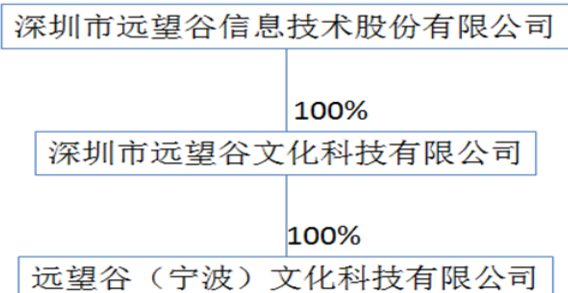 深圳市远望谷信息技术股份有限公司
100%
深圳市远望谷文化科技有限公司
100%
远望谷（宁波）文化科技有限公司